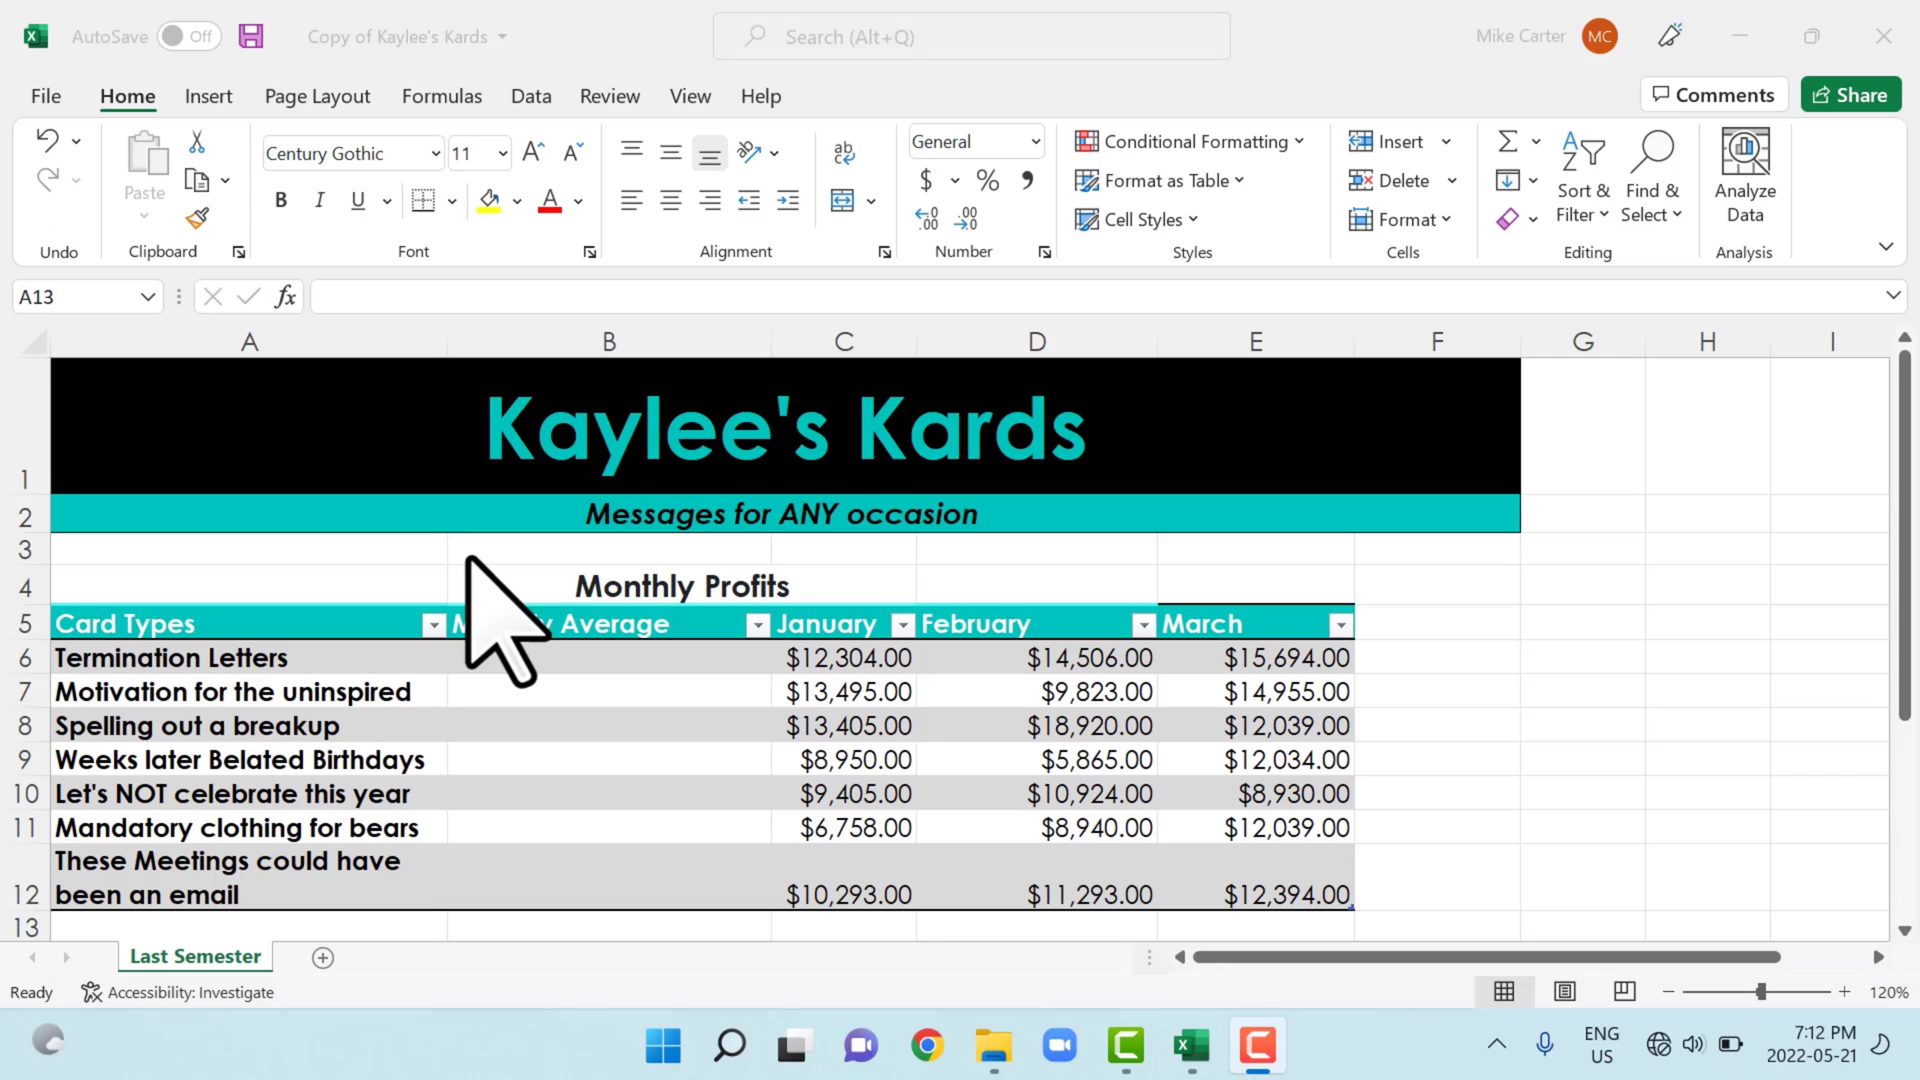 AutoSave Off Copy of Kaylee's Kards Search (Alt+Q) Mike Carter MC
File Home Insert Page Layout Formulas Data Review View Help Comments Share
Undo
Paste
Clipboard
Century Gothic 11
B I U A
Font
ab
Alignment
General
$ % ,
Number
Conditional Formatting
Format as Table
Cell Styles
Styles
Insert
Delete
Format
Cells
Sort & Filter
Find & Select
Editing
Analyze Data
Analysis
A13 fx
A B C D E F G H I
1 Kaylee's Kards
2 Messages for ANY occasion
3
4 Monthly Profits
5 Card Types Average January February March
6 Termination Letters $12,304.00 $14,506.00 $15,694.00
7 Motivation for the uninspired $13,495.00 $9,823.00 $14,955.00
8 Spelling out a breakup $13,405.00 $18,920.00 $12,039.00
9 Weeks later Belated Birthdays $8,950.00 $5,865.00 $12,034.00
10 Let's NOT celebrate this year $9,405.00 $10,924.00 $8,930.00
11 Mandatory clothing for bears $6,758.00 $8,940.00 $12,039.00
These Meetings could have
12 been an email $10,293.00 $11,293.00 $12,394.00
13
Last Semester
Ready Accessibility: Investigate 120%
ENG 7:12 PM
US 2022-05-21